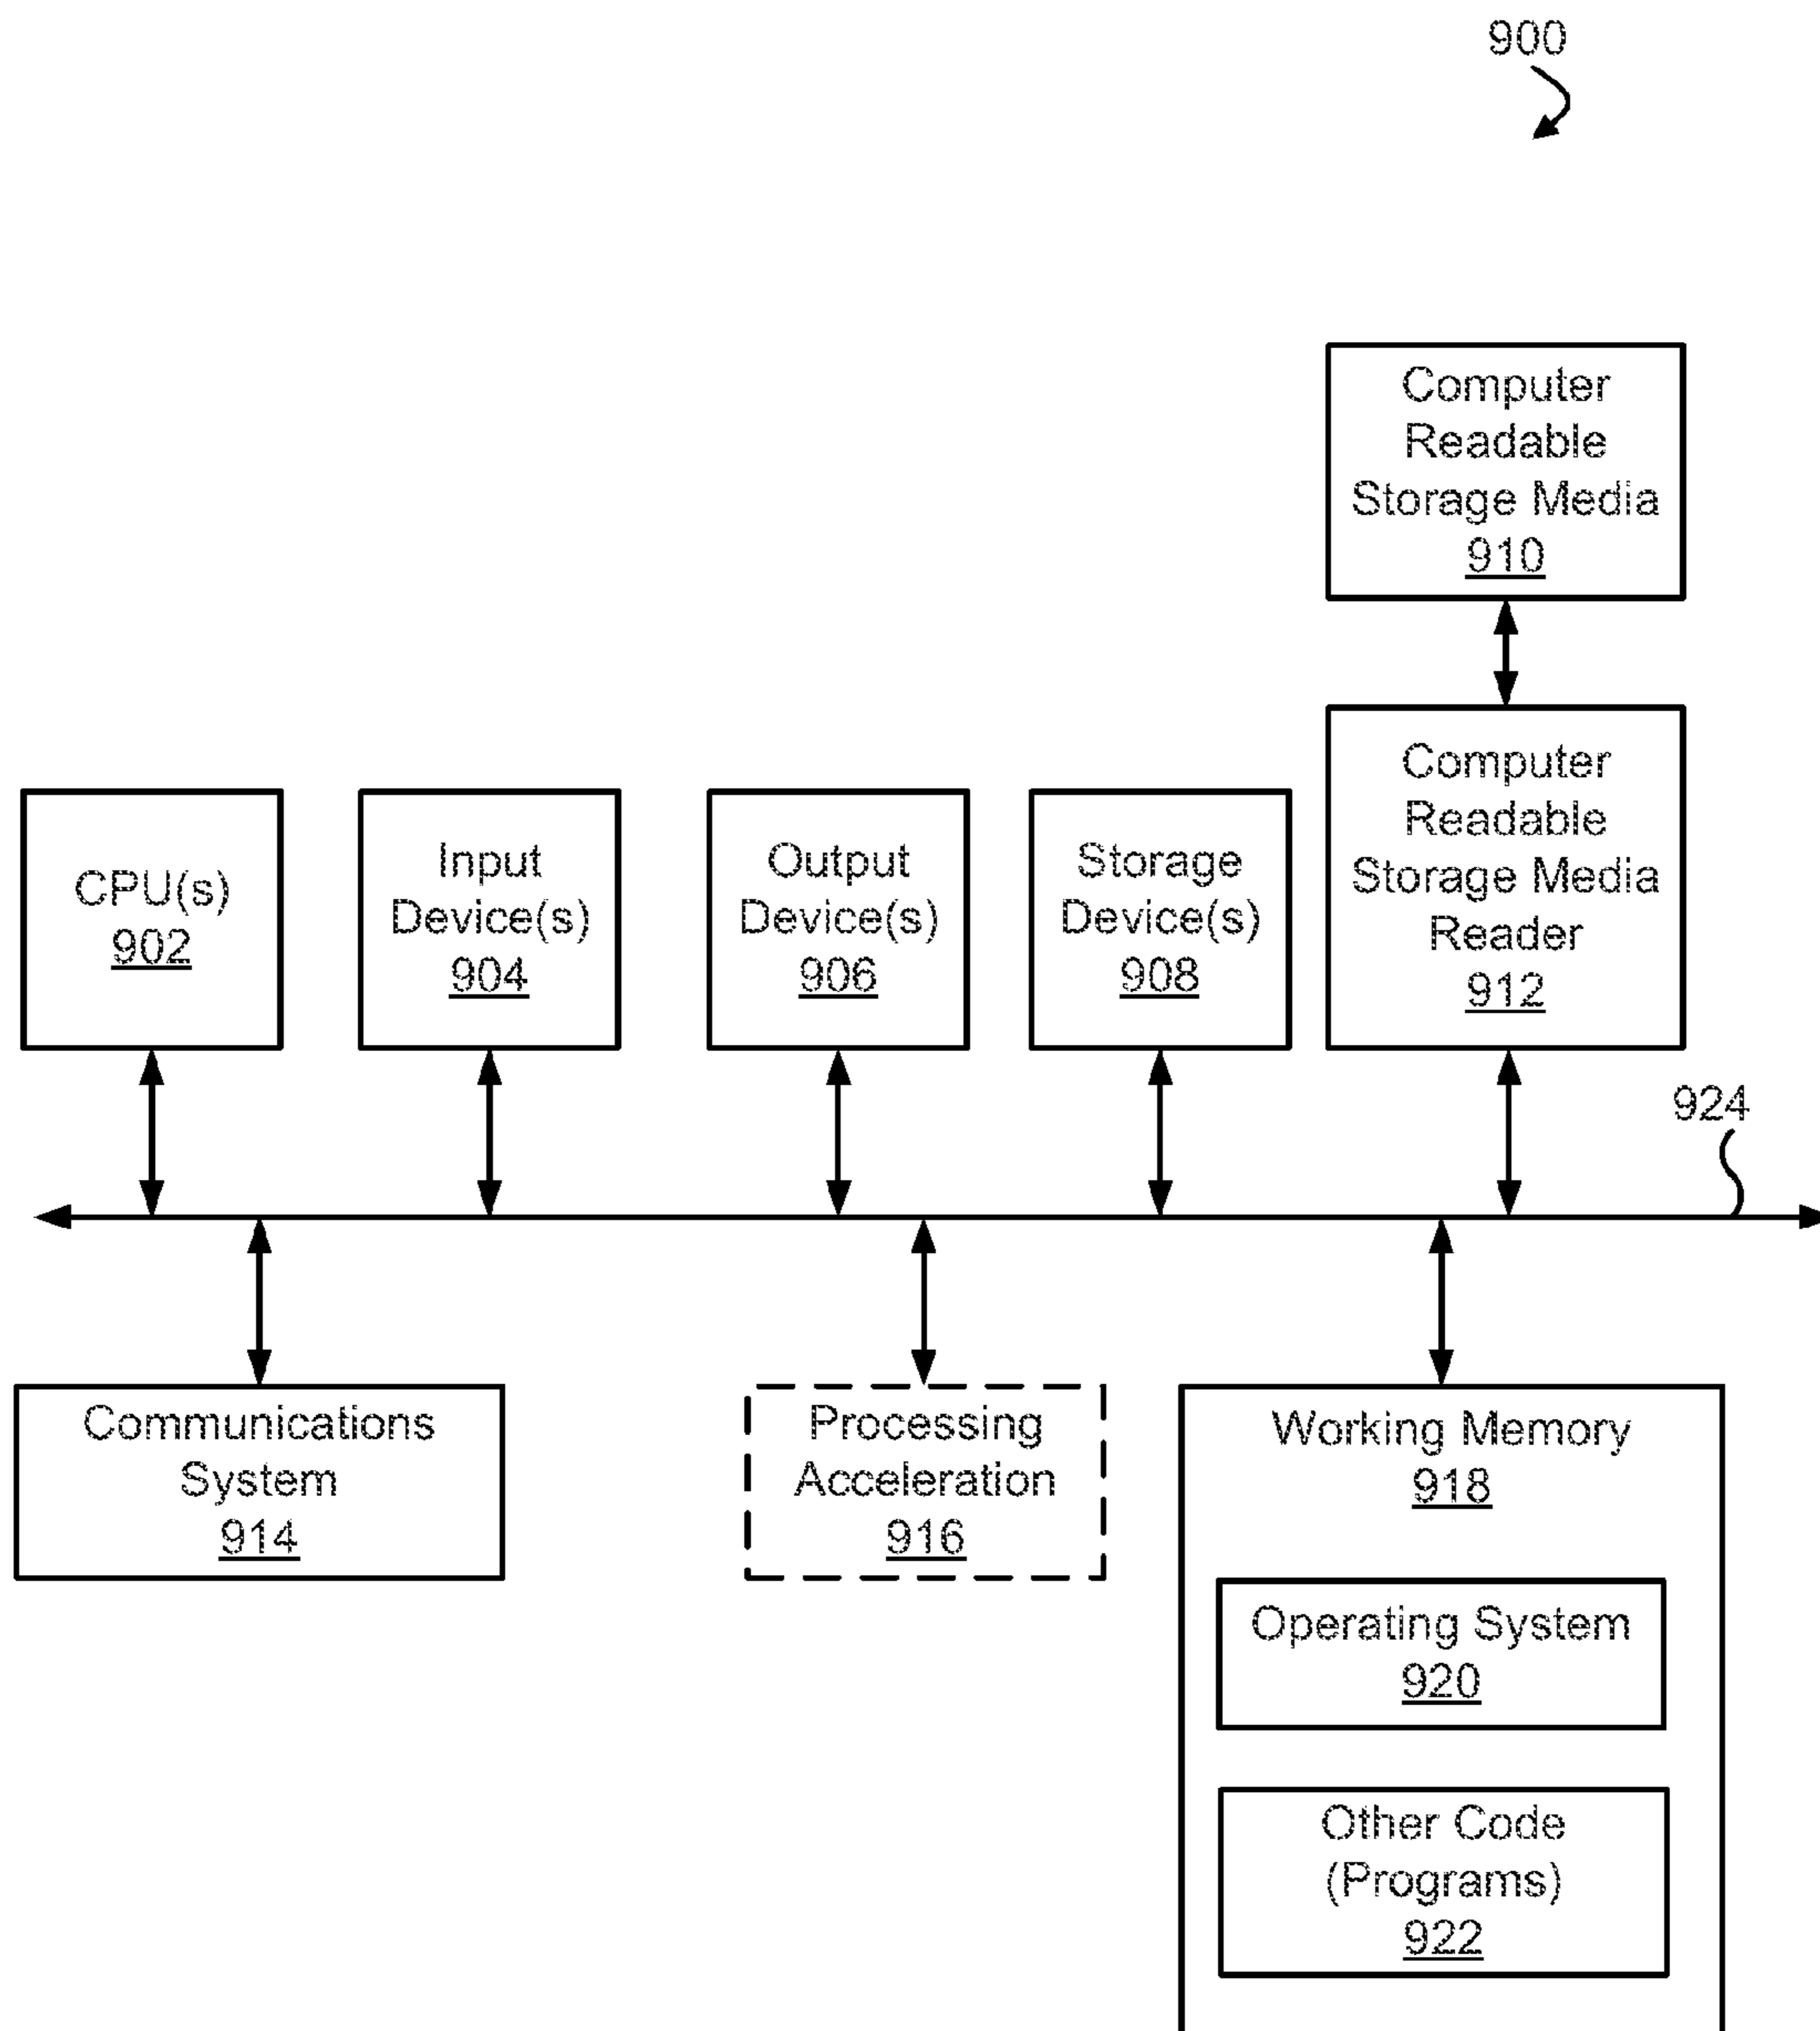 900
Computer
Readable
Storage Media
910
Computer
Readable
Storage Media
Reader
912
CPU(s)
902
Input
Device(s)
904
Output
Device(s)
906
Storage
Device(s)
908
924
Communications
System
914
Processing
Acceleration
916
Working Memory
918
Operating System
920
Other Code
(Programs)
922